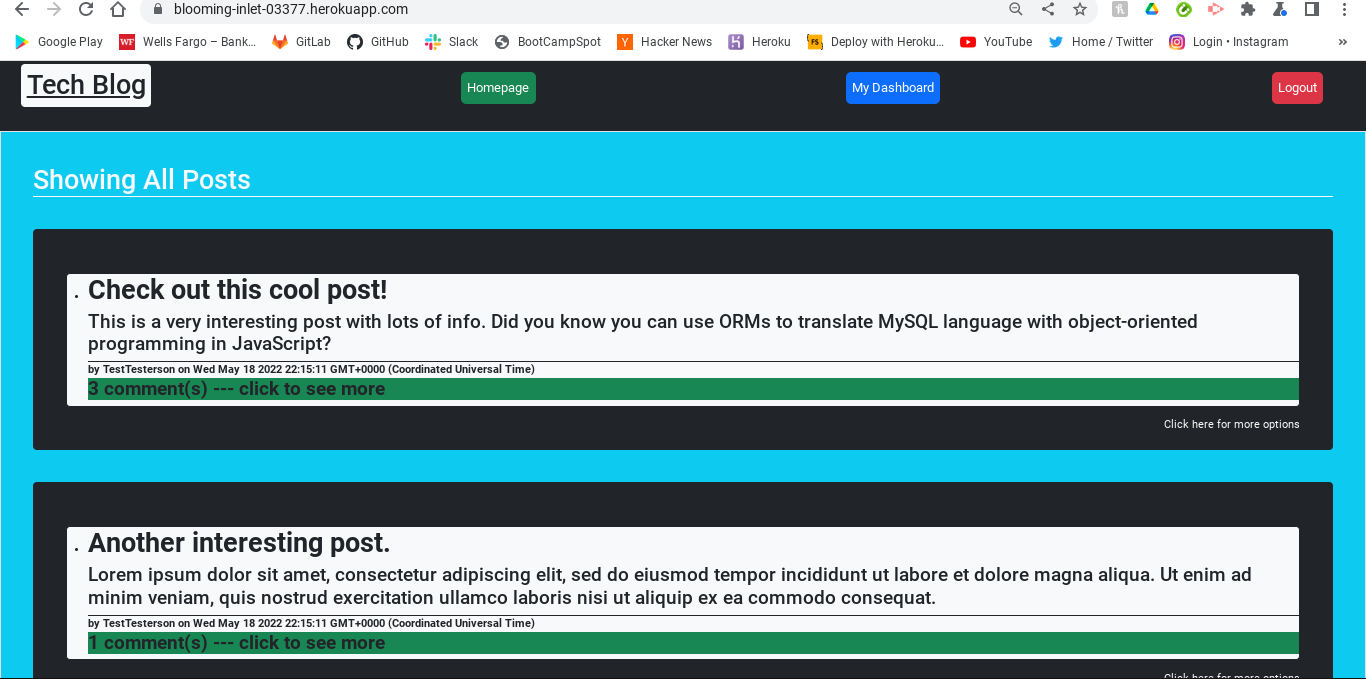 blooming-inlet-03377.herokuapp.com
Google Play WF Wells Fargo – Bank... GitLab GitHub Slack BootCampSpot Y Hacker News Heroku FS Deploy with Heroku... YouTube Home / Twitter Login • Instagram »
Tech Blog Homepage My Dashboard Logout
Showing All Posts
Check out this cool post!
This is a very interesting post with lots of info. Did you know you can use ORMs to translate MySQL language with object-oriented
programming in JavaScript?
by TestTesterson on Wed May 18 2022 22:15:11 GMT+0000 (Coordinated Universal Time)
3 comment(s) --- click to see more
Click here for more options
Another interesting post.
Lorem ipsum dolor sit amet, consectetur adipiscing elit, sed do eiusmod tempor incididunt ut labore et dolore magna aliqua. Ut enim ad
minim veniam, quis nostrud exercitation ullamco laboris nisi ut aliquip ex ea commodo consequat.
by TestTesterson on Wed May 18 2022 22:15:11 GMT+0000 (Coordinated Universal Time)
1 comment(s) --- click to see more
Click here for more options